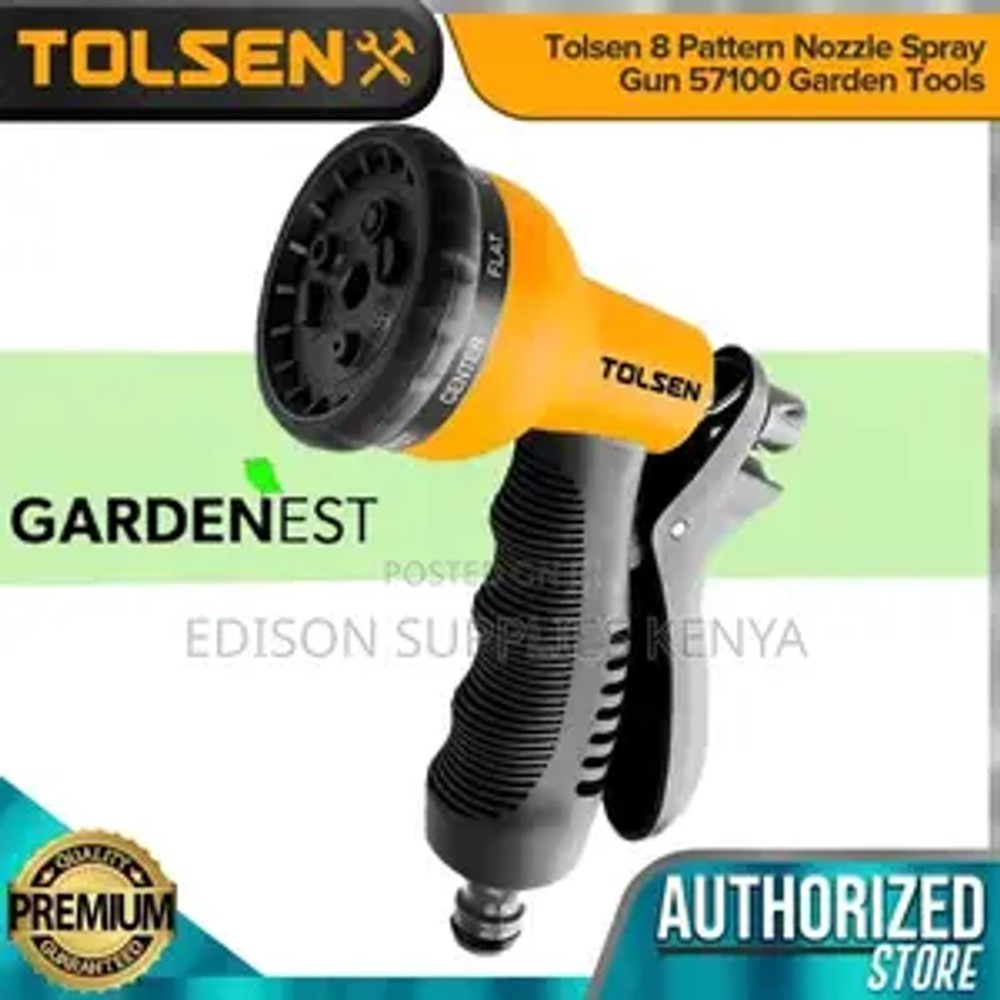 TOLSEN
Tolsen 8 Pattern Nozzle Spray
Gun 57100 Garden Tools
FLAT
CENTER
TOLSEN
GARDENEST
EDISON SUPPLIES KENYA
QUALITY
PREMIUM
GUARANTEED
AUTHORIZED
STORE